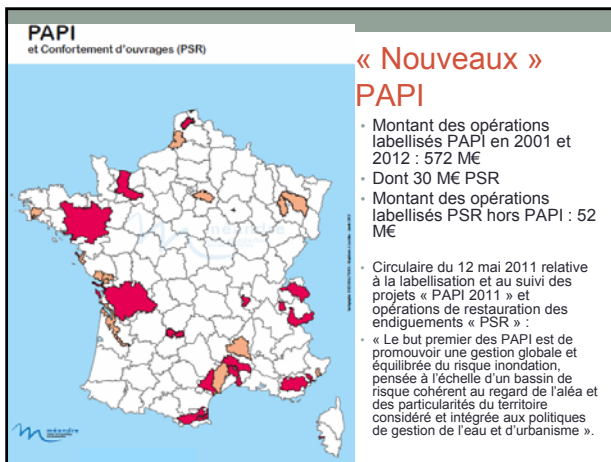 PAPI
et Confortement d'ouvrages (PSR)
« Nouveaux »
PAPI
• Montant des opérations
labellisés PAPI en 2001 et
2012 : 572 M€
• Dont 30 M€ PSR
• Montant des opérations
labellisés PSR hors PAPI : 52
M€
• Circulaire du 12 mai 2011 relative
à la labellisation et au suivi des
projets « PAPI 2011 » et
opérations de restauration des
endiguements « PSR » :
• « Le but premier des PAPI est de
promouvoir une gestion globale et
équilibrée du risque inondation,
pensée à l'échelle d'un bassin de
risque cohérent au regard de l'aléa et
des particularités du territoire
considéré et intégrée aux politiques
de gestion de l'eau et d'urbanisme ».
méandre
méandre